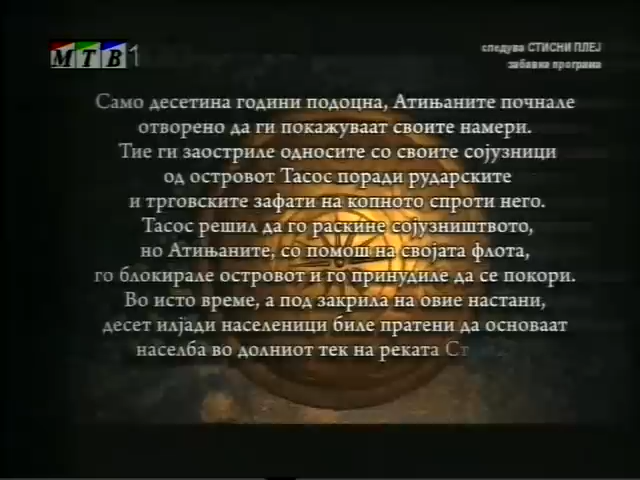 МТВ 1
следува СТИСНИ ПЛЕЈ
забавна програма
Само десетина години подоцна, Атињаните почнале
отворено да ги покажуваат своите намери.
Тие ги заостриле односите со своите сојузници
од островот Тасос поради рударските
и трговските зафати на копното спроти него.
Тасос решил да го раскине сојузништвото,
но Атињаните, со помош на својата флота,
го блокирале островот и го принудиле да се покори.
Во исто време, а под закрила на овие настани,
десет илјади населеници биле пратени да основаат
населба во долниот тек на реката Ст